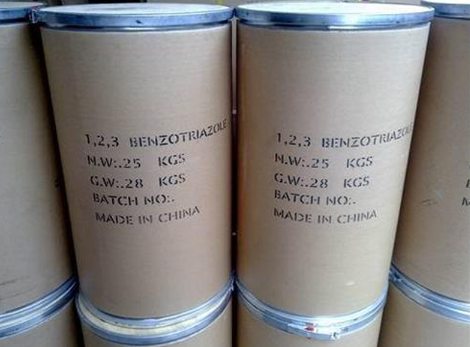 1,2,3 BENZOTRIAZOLE
N.W:.25 KGS
G.W:.28 KGS
BATCH NO:.
MADE IN CHINA
1,2,3 BENZOTRIAZOLE
N.W:.25 KGS
G.W:.28 KGS
BATCH NO:.
MADE IN CHINA